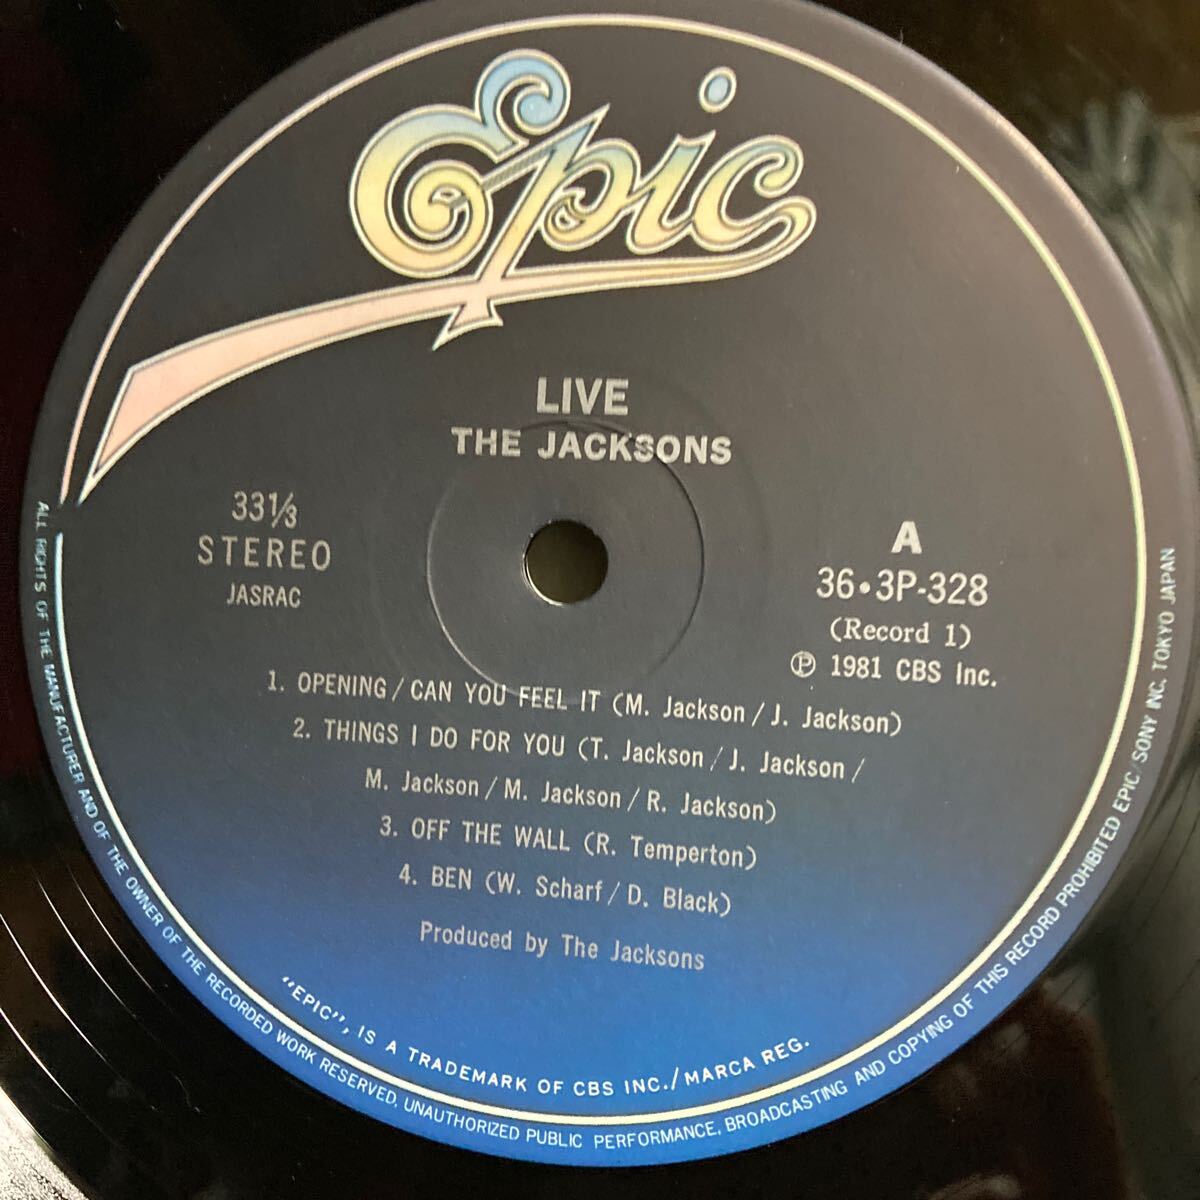 Epic
LIVE
THE JACKSONS
33⅓
STEREO
JASRAC
A
36・3P-328
(Record 1)
Ⓟ 1981 CBS Inc.
1. OPENING / CAN YOU FEEL IT (M. Jackson / J. Jackson)
2. THINGS I DO FOR YOU (T. Jackson / J. Jackson /
M. Jackson / M. Jackson / R. Jackson)
3. OFF THE WALL (R. Temperton)
4. BEN (W. Scharf / D. Black)
Produced by The Jacksons
"EPIC", IS A TRADEMARK OF CBS INC./MARCA REG.
ALL RIGHTS OF THE MANUFACTURER AND OF THE OWNER OF THE RECORDED WORK RESERVED. UNAUTHORIZED PUBLIC PERFORMANCE, BROADCASTING AND COPYING OF THIS RECORD PROHIBITED EPIC/SONY INC. TOKYO JAPAN